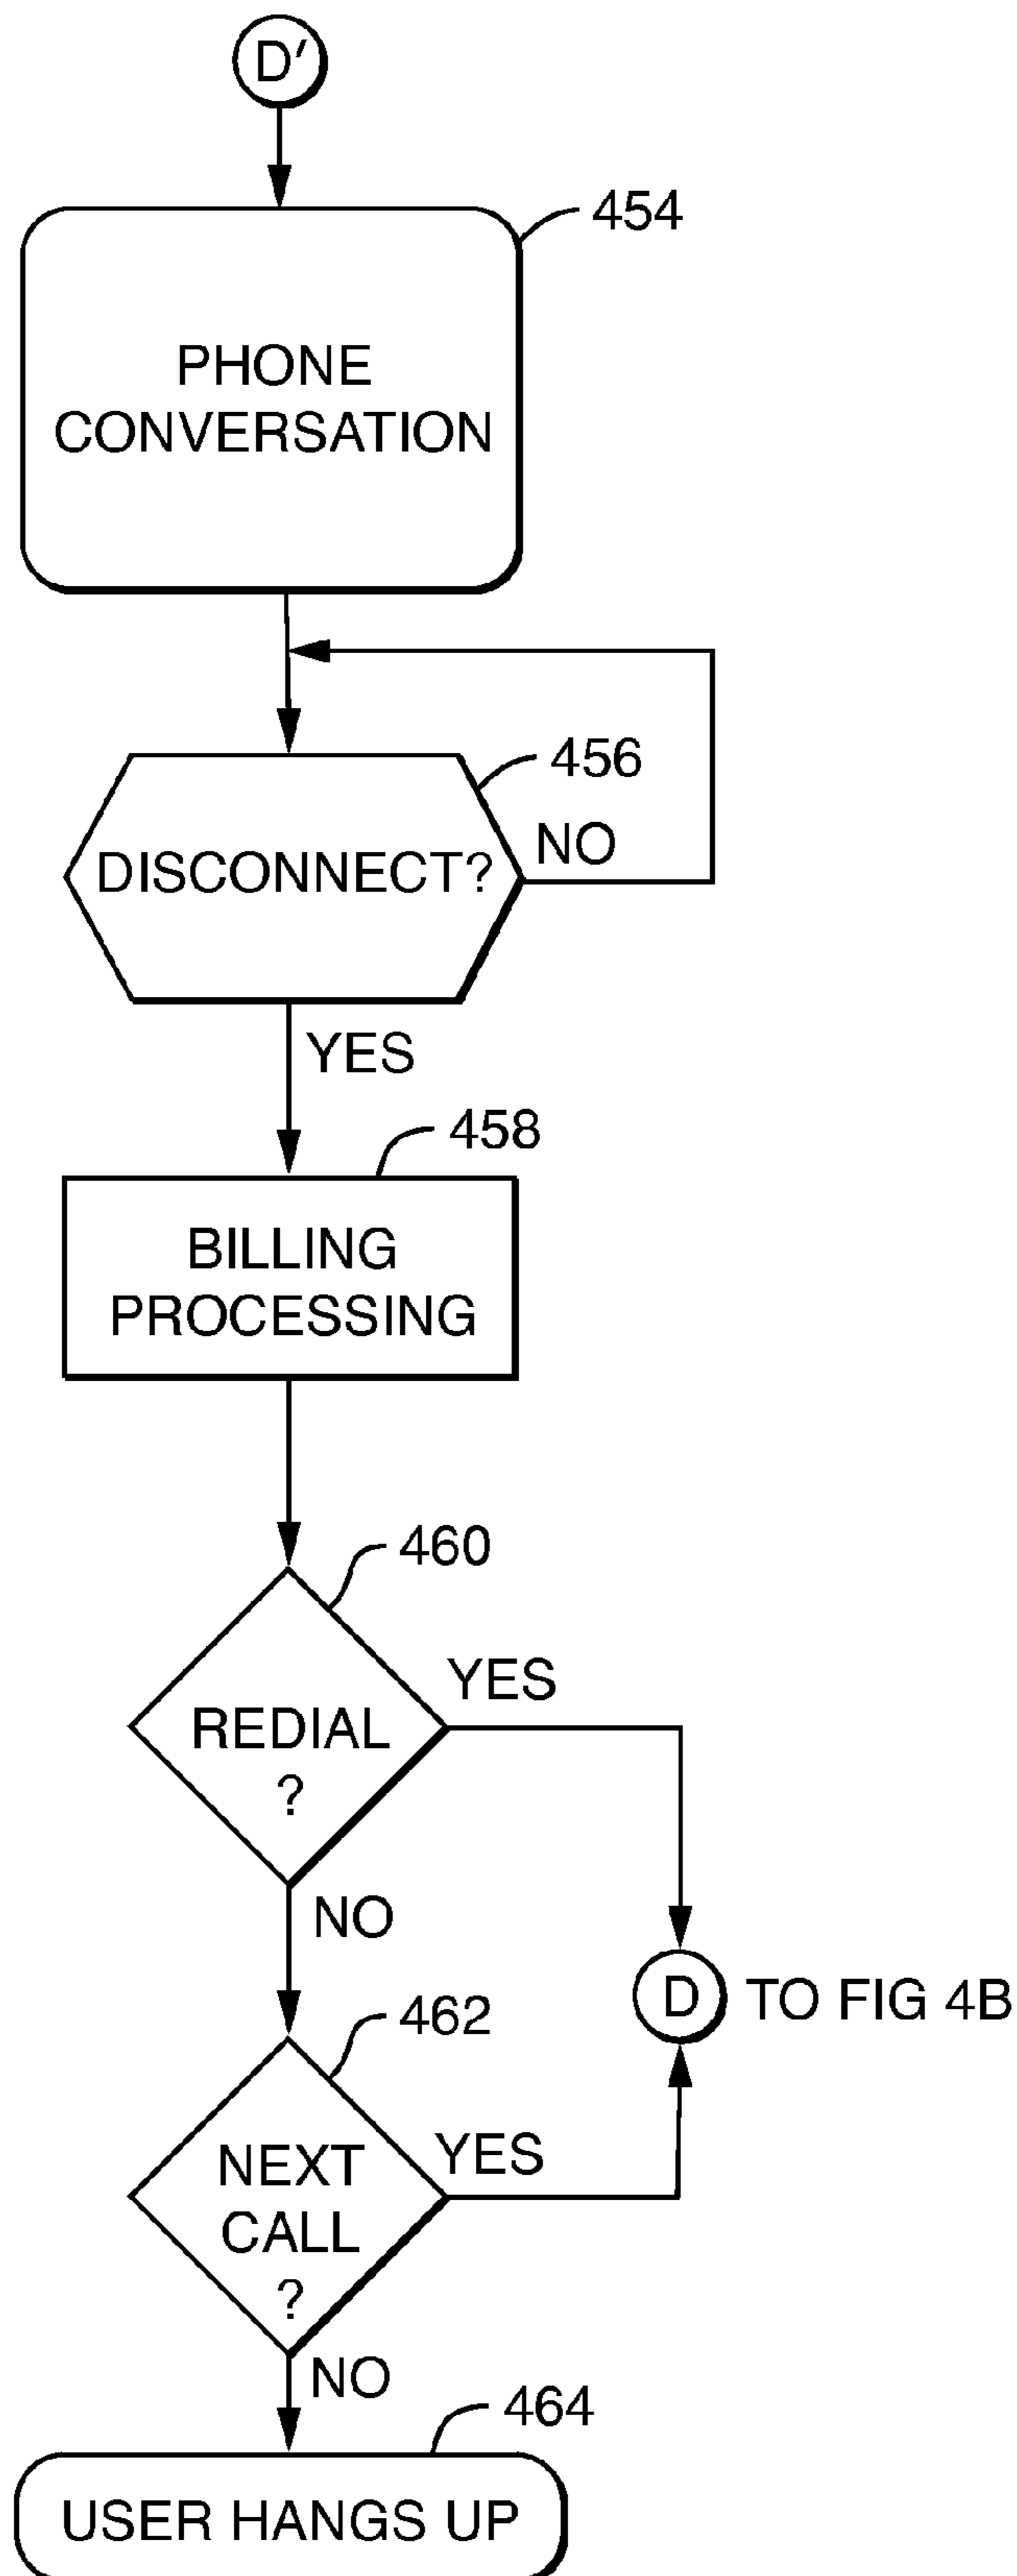 D'
454
PHONE
CONVERSATION
456
NO
DISCONNECT?
YES
458
BILLING
PROCESSING
460
YES
REDIAL
?
NO
D TO FIG 4B
462
YES
NEXT
CALL
?
NO
464
USER HANGS UP